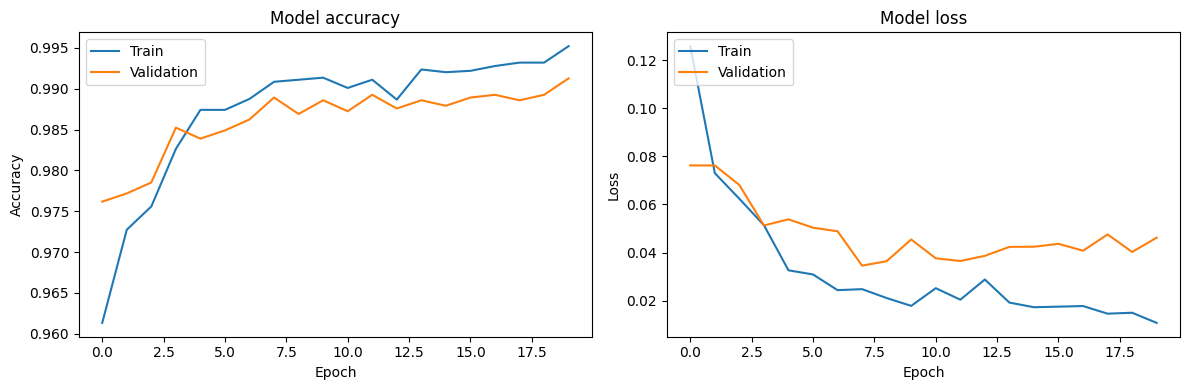 Model accuracy
Train
Validation
0.995
0.990
0.985
0.980
0.975
0.970
0.965
0.960
Accuracy
0.0 2.5 5.0 7.5 10.0 12.5 15.0 17.5
Epoch
Model loss
Train
Validation
0.12
0.10
0.08
0.06
0.04
0.02
Loss
0.0 2.5 5.0 7.5 10.0 12.5 15.0 17.5
Epoch